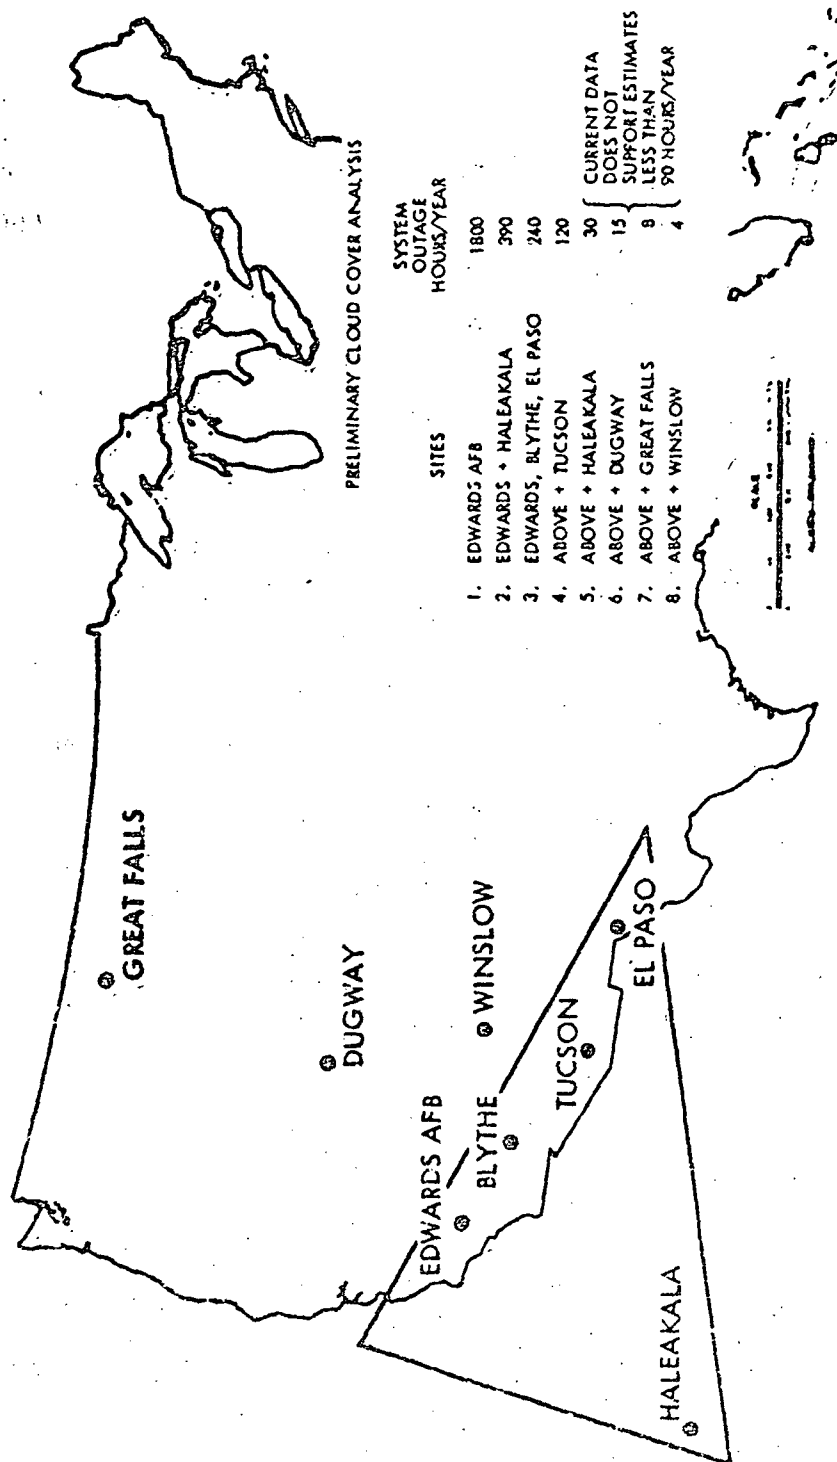 GREAT FALLS
DUGWAY
WINSLOW
EDWARDS AFB
BLYTHE
TUCSON
EL PASO
HALEAKALA
PRELIMINARY CLOUD COVER ANALYSIS
SITES
SYSTEM
OUTAGE
HOURS/YEAR
1. EDWARDS AFB 1800
2. EDWARDS + HALEAKALA 390
3. EDWARDS, BLYTHE, EL PASO 240
4. ABOVE + TUCSON 120
5. ABOVE + HALEAKALA 30
6. ABOVE + DUGWAY 15
7. ABOVE + GREAT FALLS 8
8. ABOVE + WINSLOW 4
CURRENT DATA
DOES NOT
SUPPORT ESTIMATES
LESS THAN
90 HOURS/YEAR
SCALE